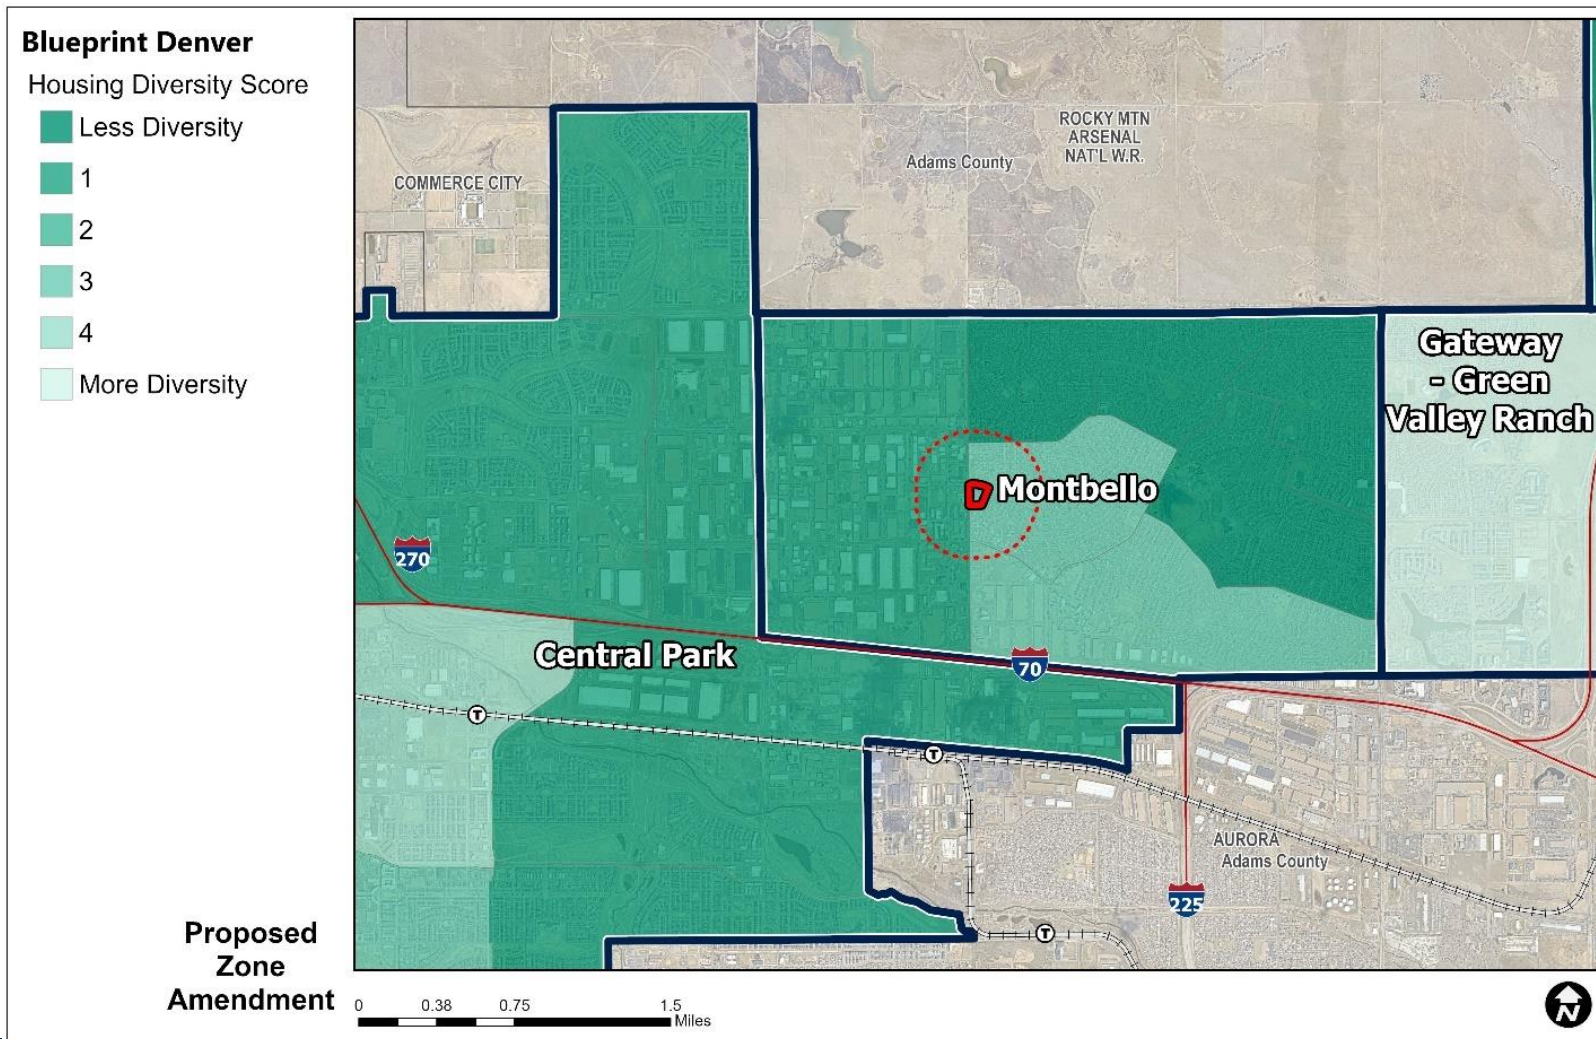 Blueprint Denver
Housing Diversity Score
Less Diversity
1
2
3
4
More Diversity
COMMERCE CITY
Adams County
ROCKY MTN
ARSENAL
NAT'L W.R.
Gateway
- Green
Valley Ranch
Montbello
270
Central Park
70
T
T
AURORA
Adams County
225
T
Proposed
Zone
Amendment
0 0.38 0.75 1.5
Miles
N